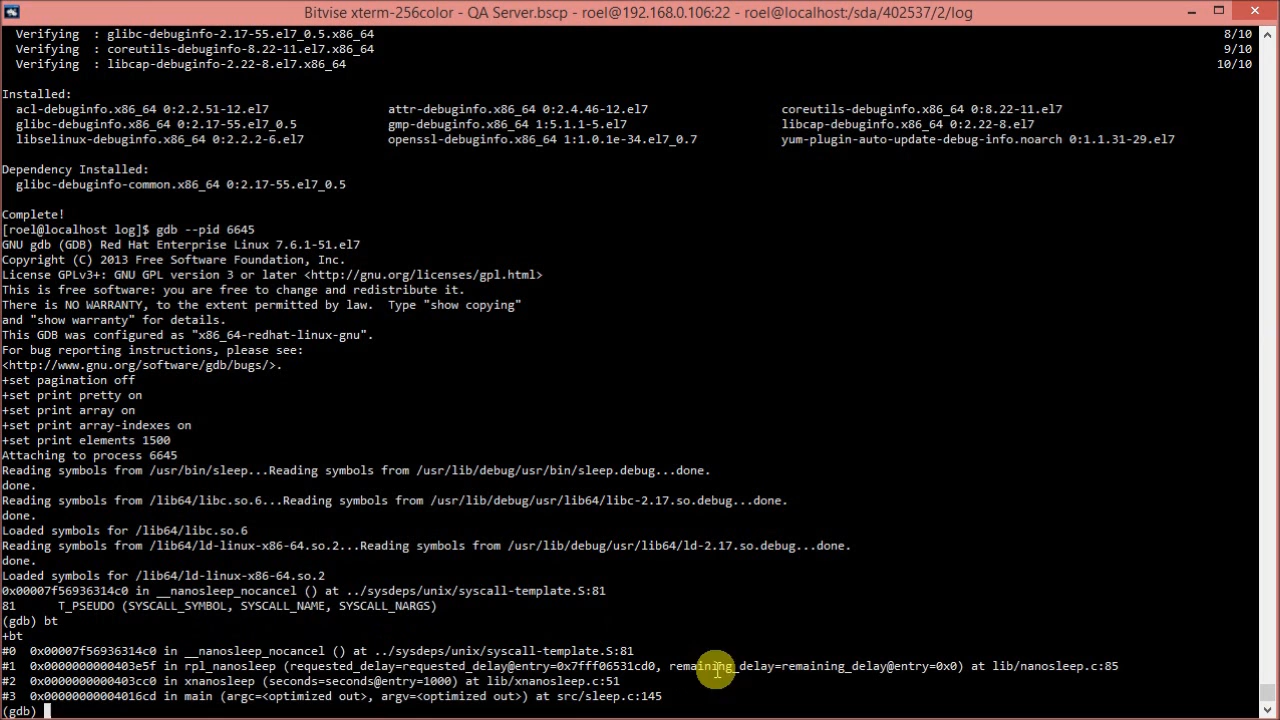 Bitvise xterm-256color - QA Server.bscp - roel@192.168.0.106:22 - roel@localhost:/sda/402537/2/log
Verifying  : glibc-debuginfo-2.17-55.el7_0.5.x86_64 8/10
Verifying  : coreutils-debuginfo-8.22-11.el7.x86_64 9/10
Verifying  : libcap-debuginfo-2.22-8.el7.x86_64 10/10
Installed:
acl-debuginfo.x86_64 0:2.2.51-12.el7 attr-debuginfo.x86_64 0:2.4.46-12.el7 coreutils-debuginfo.x86_64 0:8.22-11.el7
glibc-debuginfo.x86_64 0:2.17-55.el7_0.5 gmp-debuginfo.x86_64 1:5.1.1-5.el7 libcap-debuginfo.x86_64 0:2.22-8.el7
libselinux-debuginfo.x86_64 0:2.2.2-6.el7 openssl-debuginfo.x86_64 1:1.0.1e-34.el7_0.7 yum-plugin-auto-update-debug-info.noarch 0:1.1.31-29.el7
Dependency Installed:
glibc-debuginfo-common.x86_64 0:2.17-55.el7_0.5
Complete!
[roel@localhost log]$ gdb --pid 6645
GNU gdb (GDB) Red Hat Enterprise Linux 7.6.1-51.el7
Copyright (C) 2013 Free Software Foundation, Inc.
License GPLv3+: GNU GPL version 3 or later <http://gnu.org/licenses/gpl.html>
This is free software: you are free to change and redistribute it.
There is NO WARRANTY, to the extent permitted by law.  Type "show copying"
and "show warranty" for details.
This GDB was configured as "x86_64-redhat-linux-gnu".
For bug reporting instructions, please see:
<http://www.gnu.org/software/gdb/bugs/>.
+set pagination off
+set print pretty on
+set print array on
+set print array-indexes on
+set print elements 1500
Attaching to process 6645
Reading symbols from /usr/bin/sleep...Reading symbols from /usr/lib/debug/usr/bin/sleep.debug...done.
done.
Reading symbols from /lib64/libc.so.6...Reading symbols from /usr/lib/debug/usr/lib64/libc-2.17.so.debug...done.
done.
Loaded symbols for /lib64/libc.so.6
Reading symbols from /lib64/ld-linux-x86-64.so.2...Reading symbols from /usr/lib/debug/usr/lib64/ld-2.17.so.debug...done.
done.
Loaded symbols for /lib64/ld-linux-x86-64.so.2
0x00007f56936314c0 in __nanosleep_nocancel () at ../sysdeps/unix/syscall-template.S:81
81 T_PSEUDO (SYSCALL_SYMBOL, SYSCALL_NAME, SYSCALL_NARGS)
(gdb) bt
+bt
#0  0x00007f56936314c0 in __nanosleep_nocancel () at ../sysdeps/unix/syscall-template.S:81
#1  0x0000000000403e5f in rpl_nanosleep (requested_delay=requested_delay@entry=0x7fff06531cd0, remaining_delay=remaining_delay@entry=0x0) at lib/nanosleep.c:85
#2  0x0000000000403cc0 in xnanosleep (seconds=seconds@entry=1000) at lib/xnanosleep.c:51
#3  0x00000000004016cd in main (argc=<optimized out>, argv=<optimized out>) at src/sleep.c:145
(gdb)